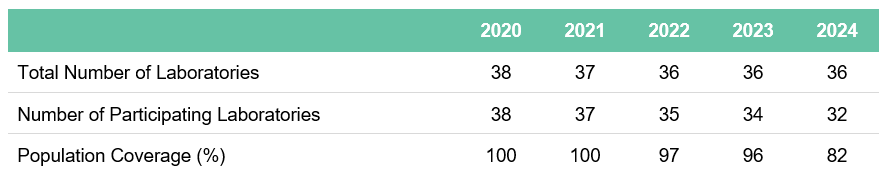 2020 2021 2022 2023 2024
Total Number of Laboratories 38 37 36 36 36
Number of Participating Laboratories 38 37 35 34 32
Population Coverage (%) 100 100 97 96 82